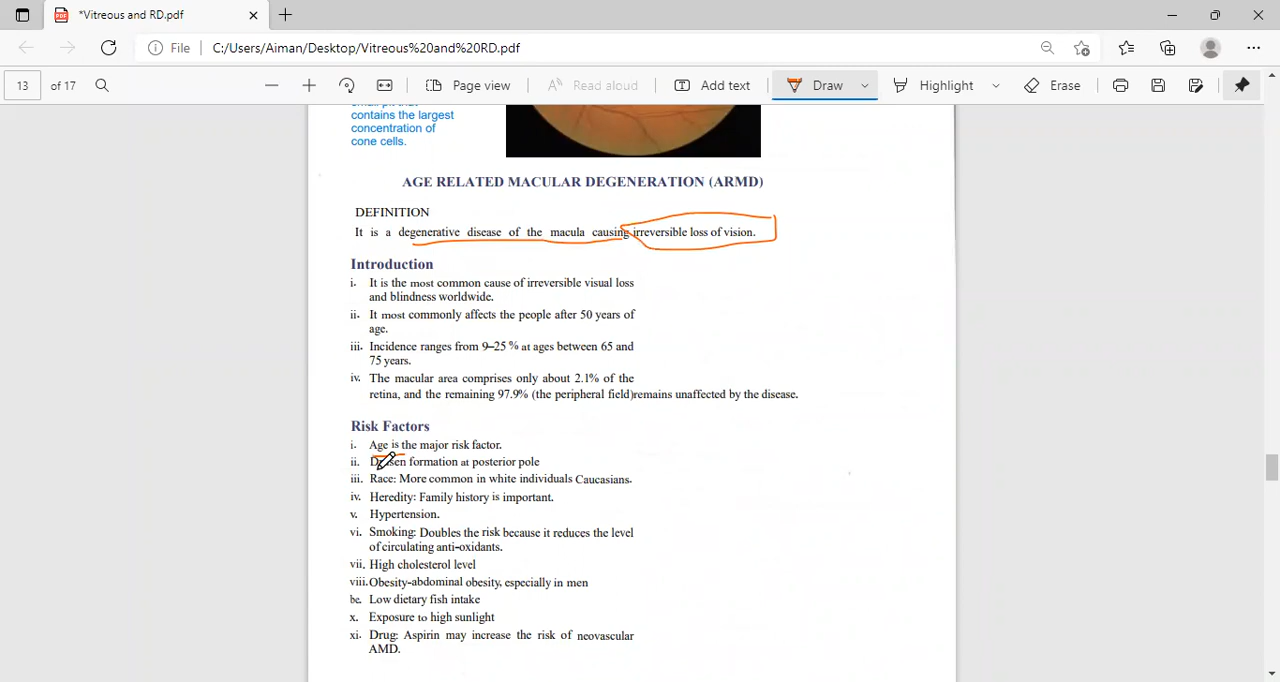 *Vitreous and RD.pdf
File C:/Users/Aiman/Desktop/Vitreous%20and%20RD.pdf
13 of 17 Page view Read aloud Add text Draw Highlight Erase
contains the largest
concentration of
cone cells.
AGE RELATED MACULAR DEGENERATION (ARMD)
DEFINITION
It is a degenerative disease of the macula causing irreversible loss of vision.
Introduction
i. It is the most common cause of irreversible visual loss
and blindness worldwide.
ii. It most commonly affects the people after 50 years of
age.
iii. Incidence ranges from 9–25 % at ages between 65 and
75 years.
iv. The macular area comprises only about 2.1% of the
retina, and the remaining 97.9% (the peripheral field)remains unaffected by the disease.
Risk Factors
i. Age is the major risk factor.
ii. Drusen formation at posterior pole
iii. Race: More common in white individuals Caucasians.
iv. Heredity: Family history is important.
v. Hypertension.
vi. Smoking: Doubles the risk because it reduces the level
of circulating anti-oxidants.
vii. High cholesterol level
viii. Obesity-abdominal obesity, especially in men
be. Low dietary fish intake
x. Exposure to high sunlight
xi. Drug: Aspirin may increase the risk of neovascular
AMD.